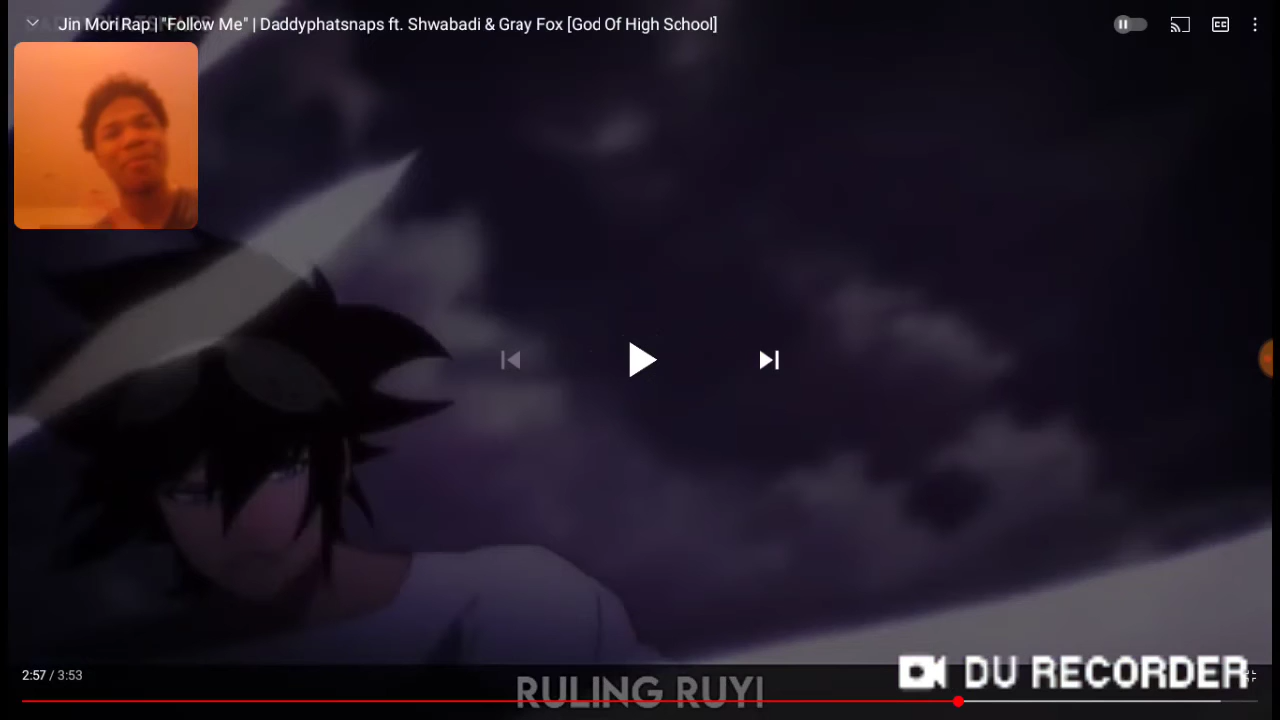 Jin Mori Rap | "Follow Me" | Daddyphatsnaps ft. Shwabadi & Gray Fox [God Of High School]
CC
2:57 / 3:53
DU RECORDER
RULING RUYI